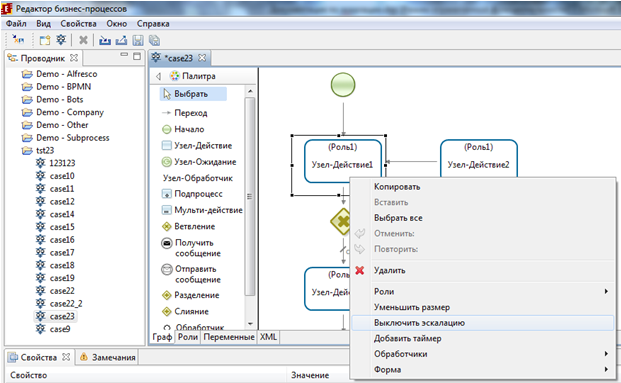 Редактор бизнес-процессов
Файл Вид Свойства Окно Справка
Проводник
Demo - Alfresco
Demo - BPMN
Demo - Bots
Demo - Company
Demo - Other
Demo - Subprocess
tst23
123123
case10
case11
case12
case14
case15
case16
case17
case18
case19
case22
case22_2
case23
case9
*case23
Палитра
Выбрать
Переход
Начало
Узел-Действие
Узел-Ожидание
Узел-Обработчик
Подпроцесс
Мульти-действие
Ветвление
Получить
сообщение
Отправить
сообщение
Разделение
Слияние
Обработчик
(Роль1)
Узел-Действие1
(Роль1)
Узел-Действие2
(Роль
Узел-Де
Копировать
Вставить
Выбрать все
Отменить:
Повторить:
Удалить
Роли
Уменьшить размер
Выключить эскалацию
Добавить таймер
Обработчики
Форма
Граф Роли Переменные XML
Свойства Замечания
Свойство Значение